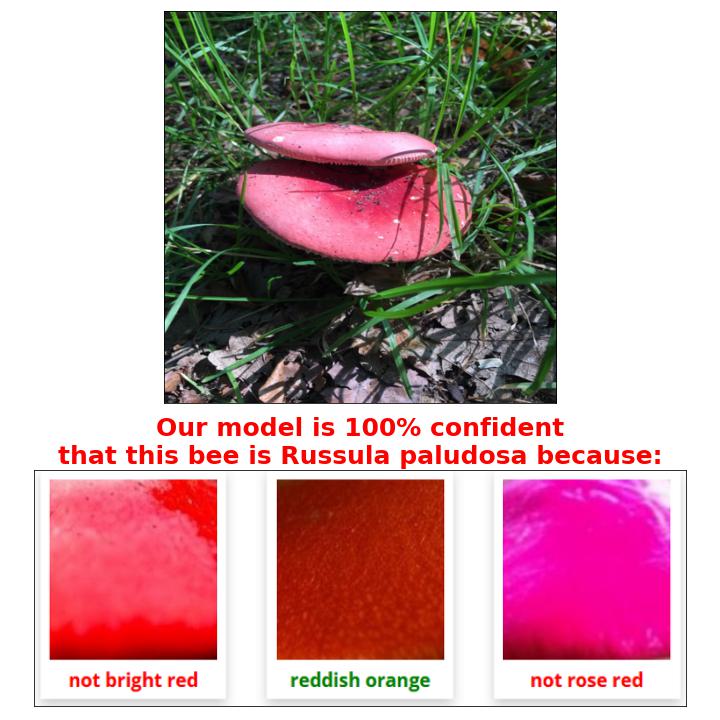 Our model is 100% confident
that this bee is Russula paludosa because:
not bright red
reddish orange
not rose red